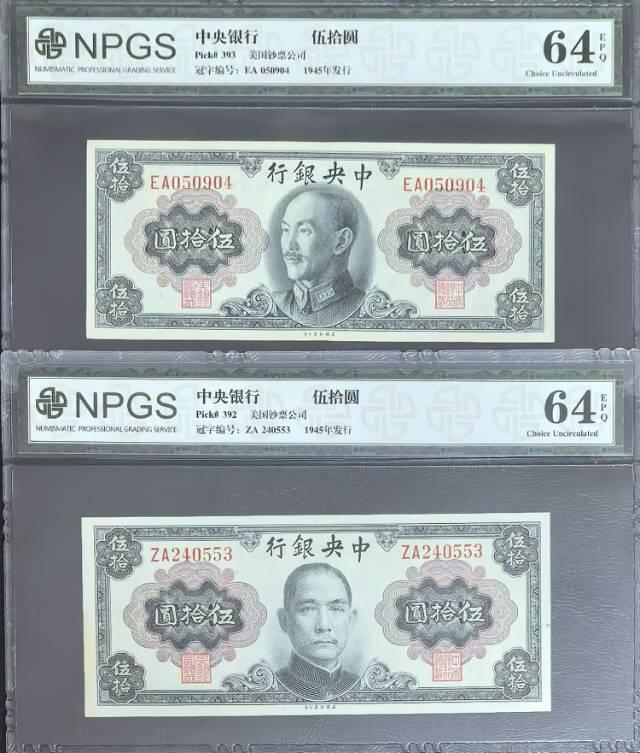 NPGS
NUMISMATIC PROFESSIONAL GRADING SERVICE
中央银行 伍拾圆
Pick# 393 美国钞票公司
冠字编号: EA 050904 1945年发行
64 EPQ
Choice Uncirculated
伍拾
伍拾
行銀央中
EA050904
EA050904
圓拾伍
圓拾伍
伍拾
伍拾
NPGS
NUMISMATIC PROFESSIONAL GRADING SERVICE
中央银行 伍拾圆
Pick# 392 美国钞票公司
冠字编号: ZA 240553 1945年发行
64 EPQ
Choice Uncirculated
伍拾
伍拾
行銀央中
ZA240553
ZA240553
圓拾伍
圓拾伍
伍拾
伍拾